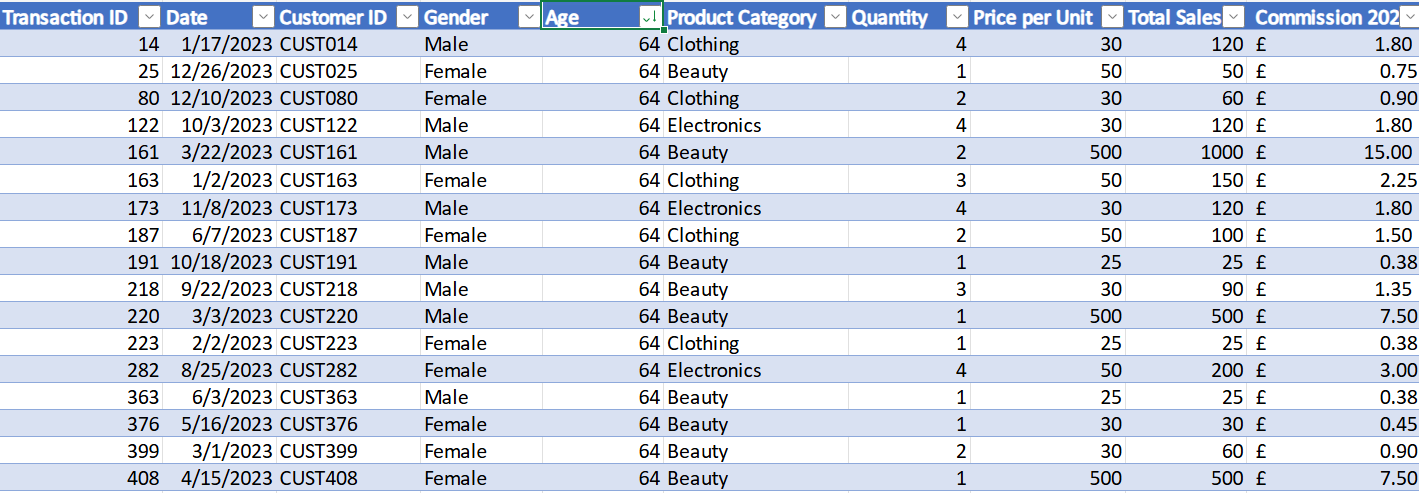 Transaction ID Date Customer ID Gender Age Product Category Quantity Price per Unit Total Sales Commission 202
14 1/17/2023 CUST014 Male 64 Clothing 4 30 120 £ 1.80
25 12/26/2023 CUST025 Female 64 Beauty 1 50 50 £ 0.75
80 12/10/2023 CUST080 Female 64 Clothing 2 30 60 £ 0.90
122 10/3/2023 CUST122 Male 64 Electronics 4 30 120 £ 1.80
161 3/22/2023 CUST161 Male 64 Beauty 2 500 1000 £ 15.00
163 1/2/2023 CUST163 Female 64 Clothing 3 50 150 £ 2.25
173 11/8/2023 CUST173 Male 64 Electronics 4 30 120 £ 1.80
187 6/7/2023 CUST187 Female 64 Clothing 2 50 100 £ 1.50
191 10/18/2023 CUST191 Male 64 Beauty 1 25 25 £ 0.38
218 9/22/2023 CUST218 Male 64 Beauty 3 30 90 £ 1.35
220 3/3/2023 CUST220 Male 64 Beauty 1 500 500 £ 7.50
223 2/2/2023 CUST223 Female 64 Clothing 1 25 25 £ 0.38
282 8/25/2023 CUST282 Female 64 Electronics 4 50 200 £ 3.00
363 6/3/2023 CUST363 Male 64 Beauty 1 25 25 £ 0.38
376 5/16/2023 CUST376 Female 64 Beauty 1 30 30 £ 0.45
399 3/1/2023 CUST399 Female 64 Beauty 2 30 60 £ 0.90
408 4/15/2023 CUST408 Female 64 Beauty 1 500 500 £ 7.50